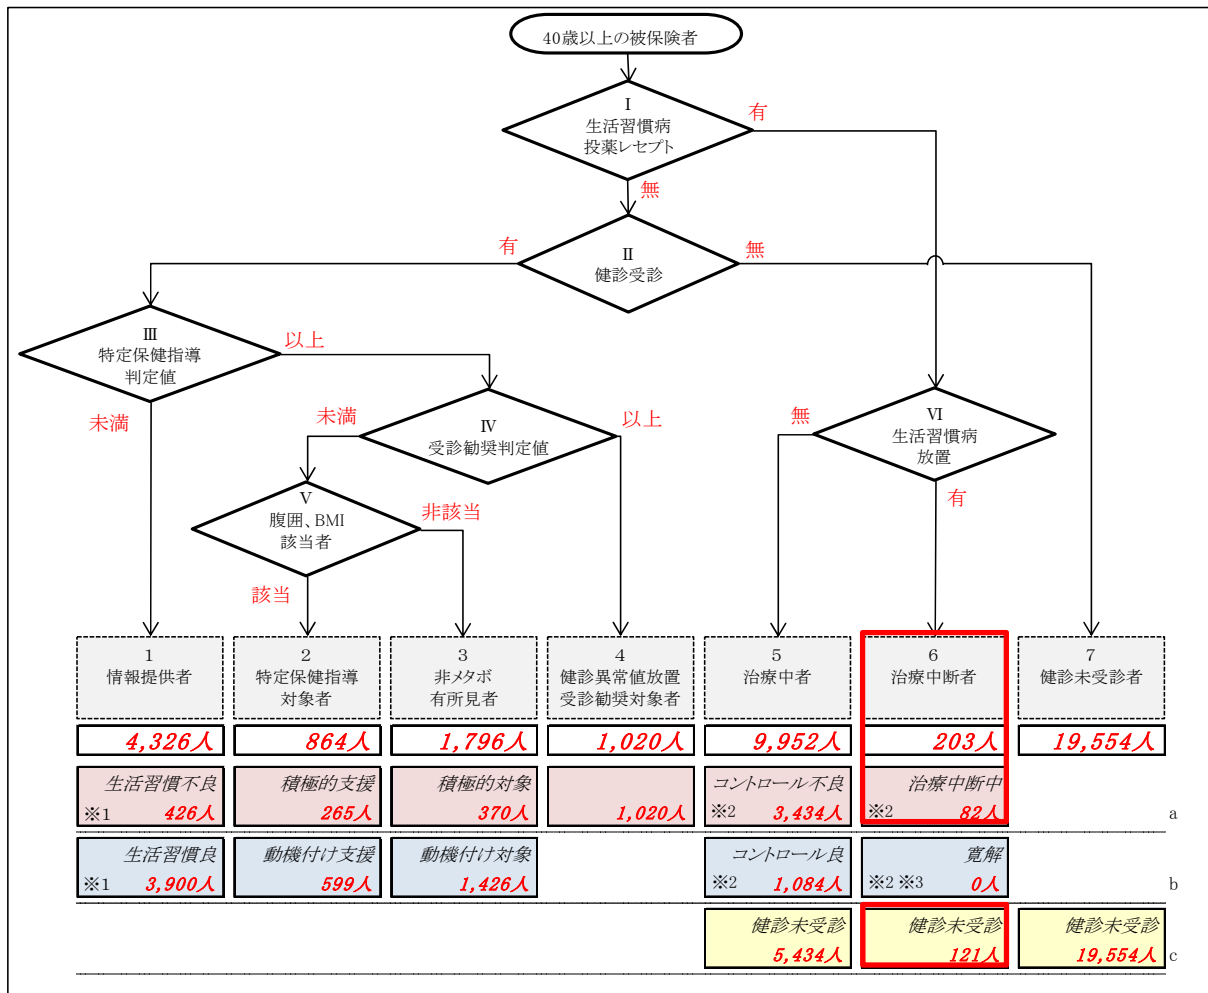 40歳以上の被保険者
Ⅰ
生活習慣病
投薬レセプト
有
無
Ⅱ
健診受診
有
無
Ⅲ
特定保健指導
判定値
以上
未満
Ⅳ
受診勧奨判定値
未満
以上
Ⅵ
生活習慣病
放置
無
有
Ⅴ
腹囲、BMI
該当者
非該当
該当
1
情報提供者
2
特定保健指導
対象者
3
非メタボ
有所見者
4
健診異常値放置
受診勧奨対象者
5
治療中者
6
治療中断者
7
健診未受診者
4,326人
864人
1,796人
1,020人
9,952人
203人
19,554人
生活習慣不良
※1 426人
積極的支援
265人
積極的対象
370人
1,020人
コントロール不良
※2 3,434人
治療中断中
※2 82人
a
生活習慣良
※1 3,900人
動機付け支援
599人
動機付け対象
1,426人
コントロール良
※2 1,084人
寛解
※2 ※3 0人
b
健診未受診
5,434人
健診未受診
121人
健診未受診
19,554人
c